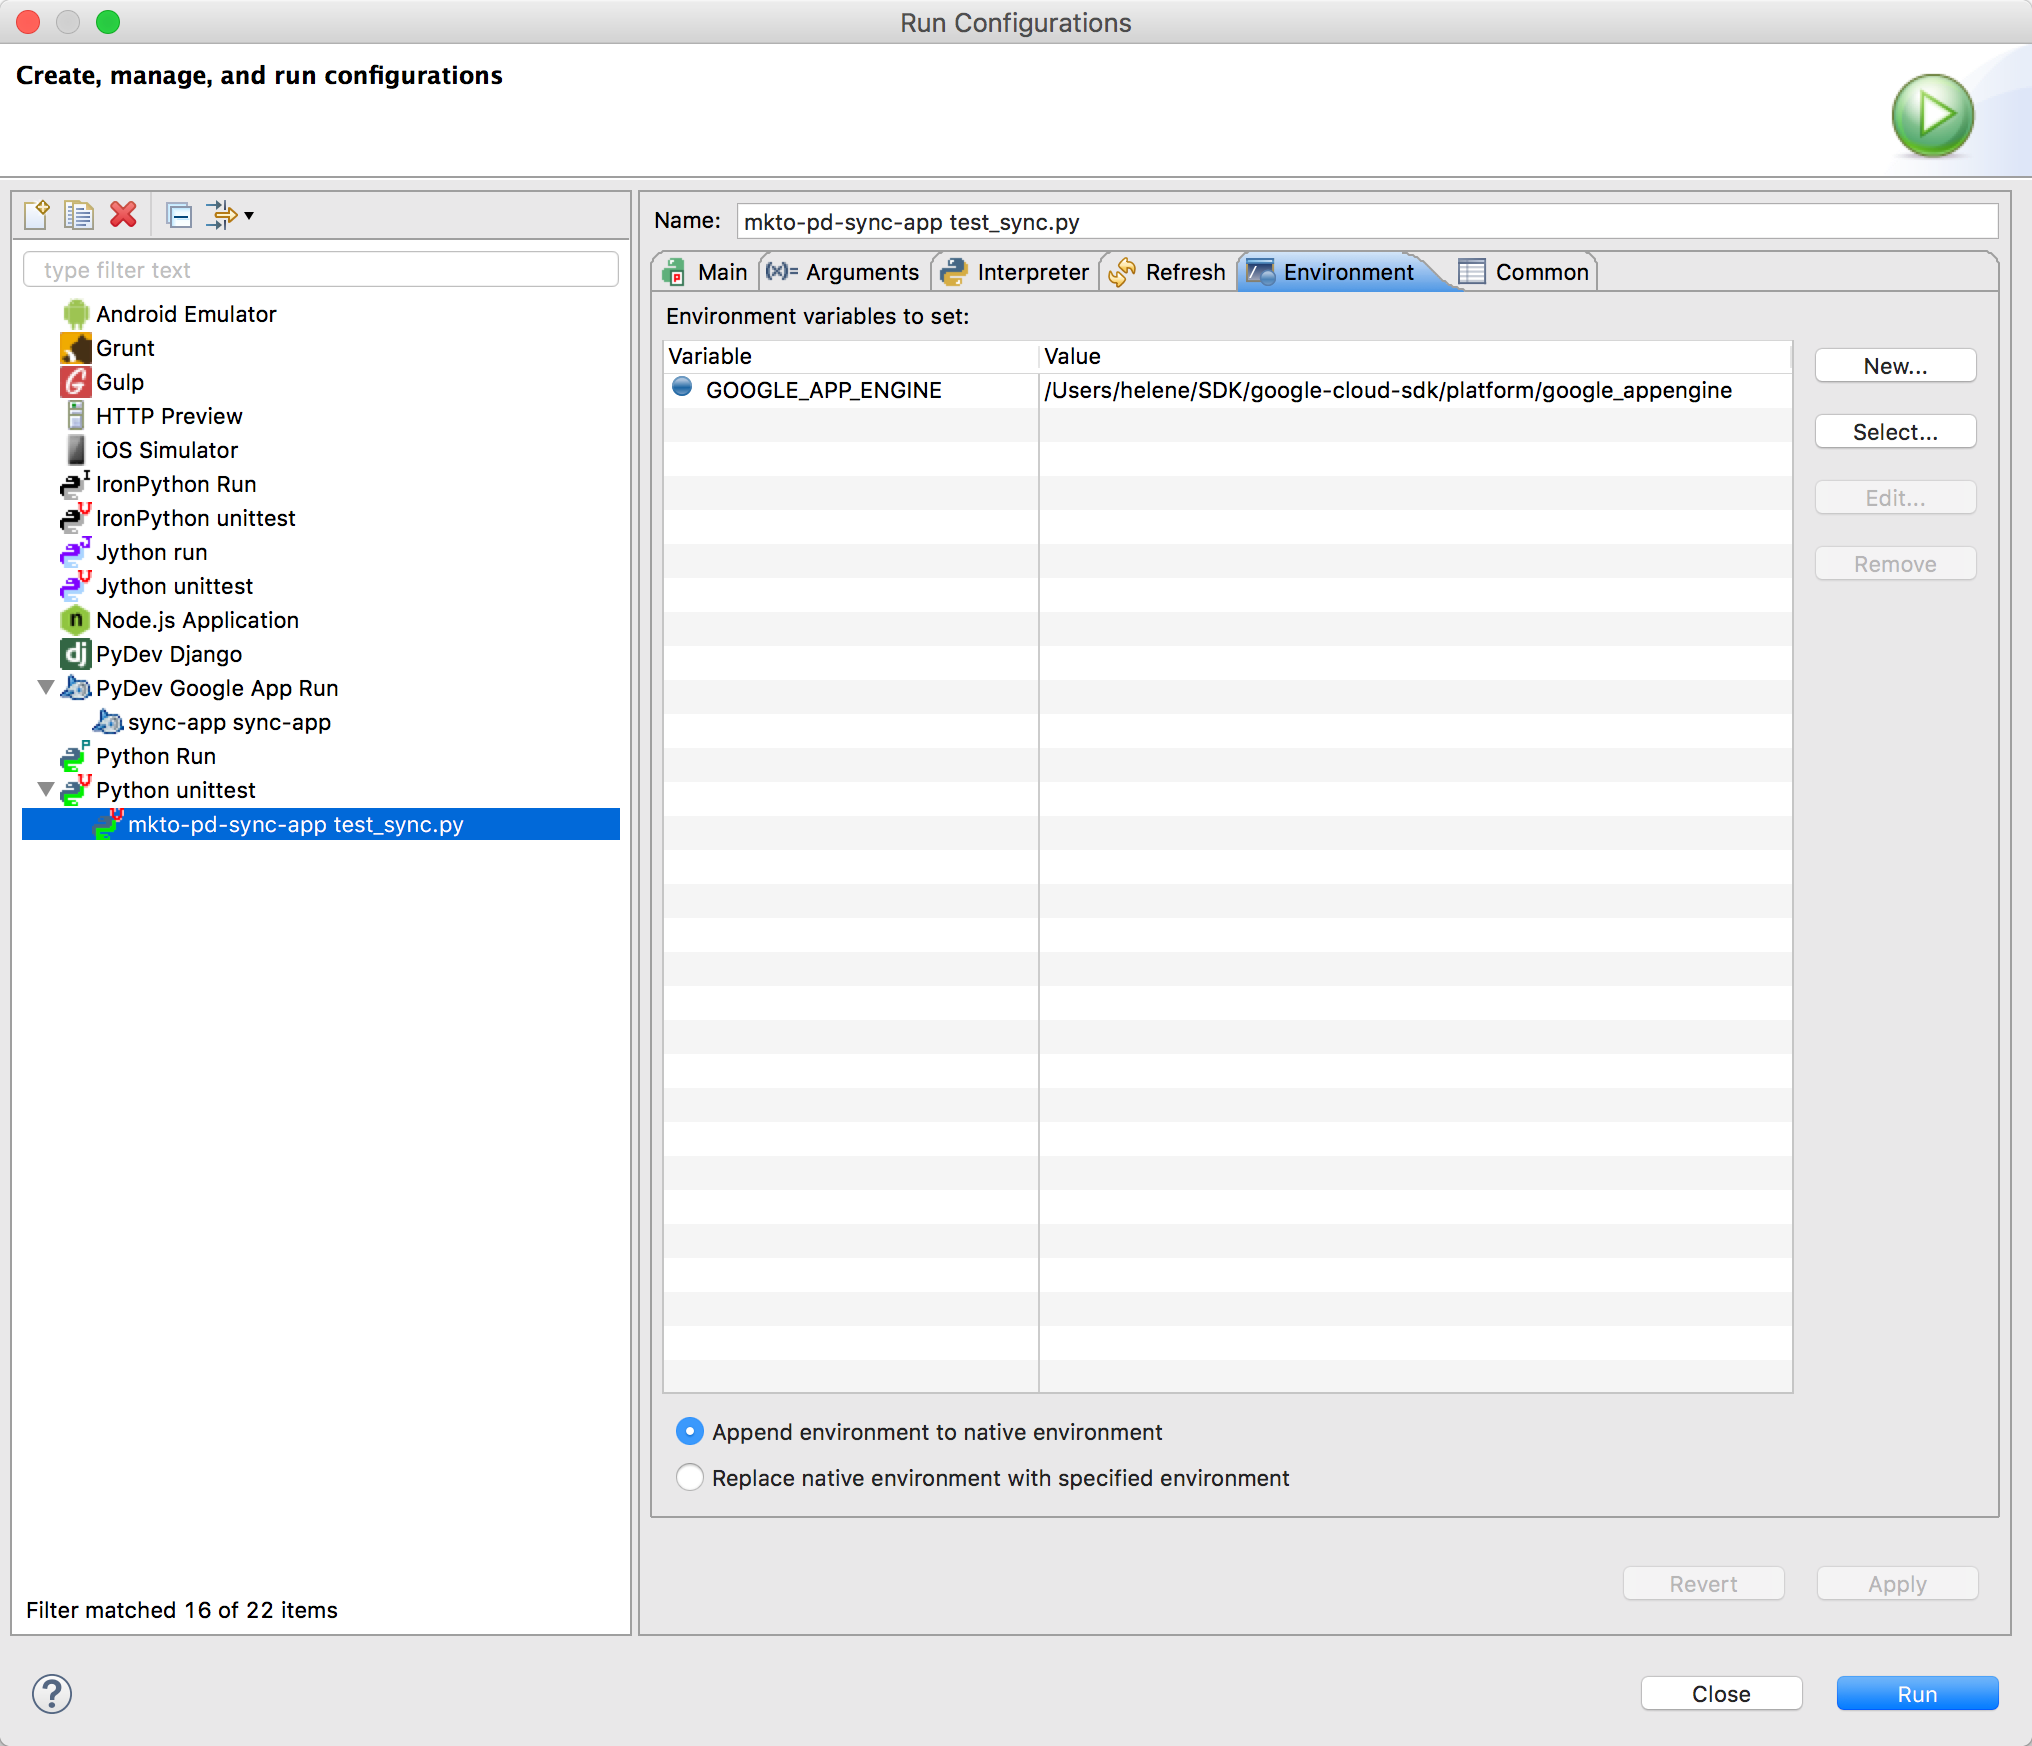 Run Configurations
Create, manage, and run configurations
type filter text
Android Emulator
Grunt
Gulp
HTTP Preview
iOS Simulator
IronPython Run
IronPython unittest
Jython run
Jython unittest
Node.js Application
PyDev Django
PyDev Google App Run
sync-app sync-app
Python Run
Python unittest
mkto-pd-sync-app test_sync.py
Filter matched 16 of 22 items
Name: mkto-pd-sync-app test_sync.py
Main (x)= Arguments Interpreter Refresh Environment Common
Environment variables to set:
Variable Value
GOOGLE_APP_ENGINE /Users/helene/SDK/google-cloud-sdk/platform/google_appengine
New...
Select...
Edit...
Remove
Append environment to native environment
Replace native environment with specified environment
Revert Apply
? Close Run